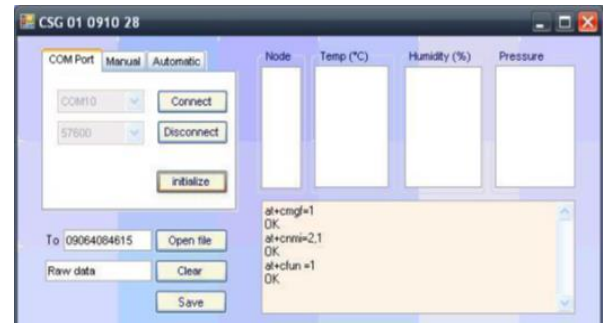 CSG 01 0910 28
COM Port Manual Automatic
COM10 Connect
57600 Disconnect
initialize
To 09064084615 Open file
Raw data Clear
Save
Node Temp (°C) Humidity (%) Pressure
at+cmgf=1
OK
at+cnmi=2,1
OK
at+cfun =1
OK